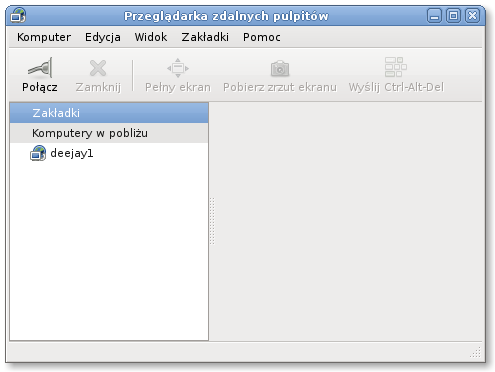 Przeglądarka zdalnych pulpitów
Komputer Edycja Widok Zakładki Pomoc
Połącz Zamknij Pełny ekran Pobierz zrzut ekranu Wyślij Ctrl-Alt-Del
Zakładki
Komputery w pobliżu
deejay1